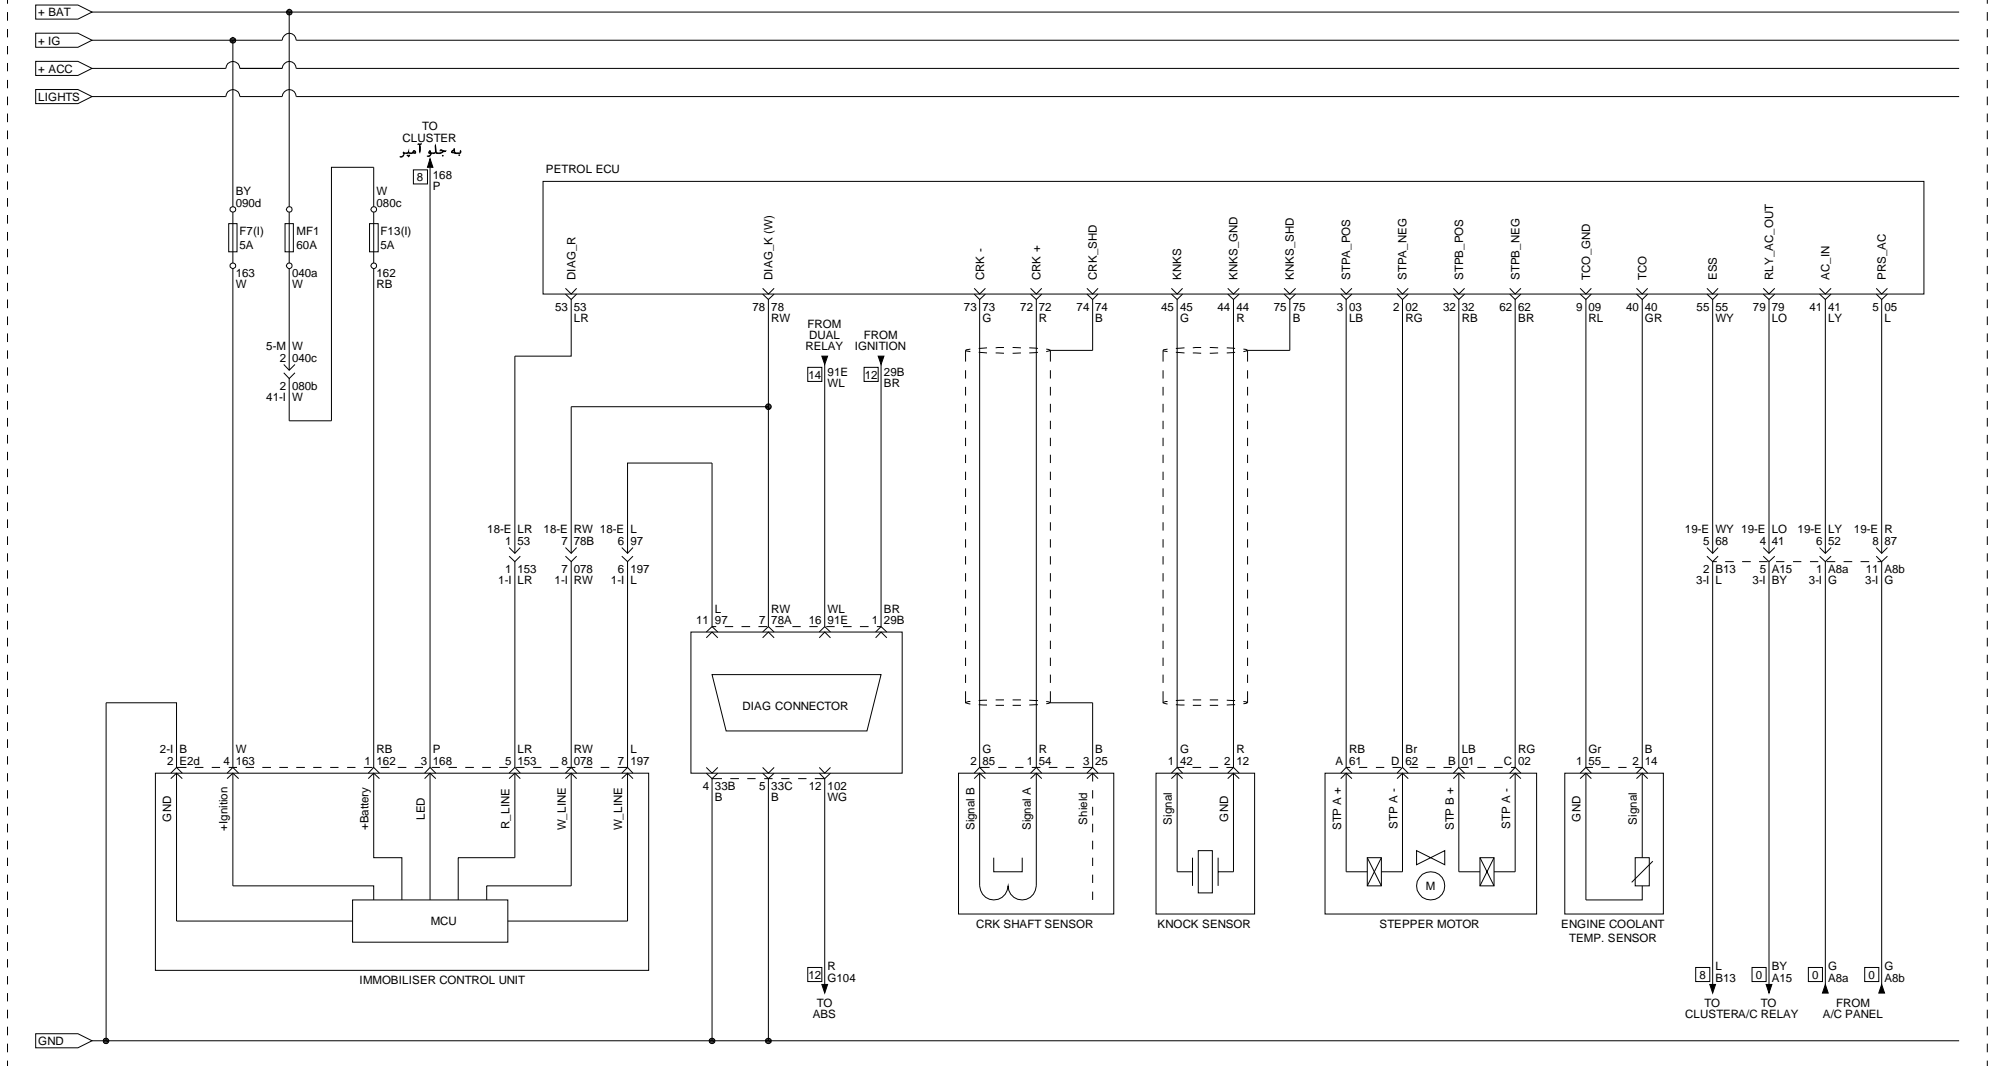 + BAT
+ IG
+ ACC
LIGHTS
TO
CLUSTER
به جلو آمپر
8 168
P
BY
090d
F7(I)
5A
163
W
MF1
60A
040a
W
W
080c
F13(I)
5A
162
RB
5-M W
2 040c
2 080b
41-I W
PETROL ECU
DIAG_R
DIAG_K (W)
CRK -
CRK +
CRK_SHD
KNKS
KNKS_GND
KNKS_SHD
STPA_POS
STPA_NEG
STPB_POS
STPB_NEG
TCO_GND
TCO
ESS
RLY_AC_OUT
AC_IN
PRS_AC
53 53
LR
78 78
RW
73 73
G
72 72
R
74 74
B
45 45
G
44 44
R
75 75
B
3 03
LB
2 02
RG
32 32
RB
62 62
BR
9 09
RL
40 40
GR
55 55
WY
79 79
LO
41 41
LY
5 05
L
FROM
DUAL
RELAY
14 91E
WL
FROM
IGNITION
12 29B
BR
18-E LR
1 53
1 153
1-I LR
18-E RW
7 78B
7 078
1-I RW
18-E L
6 97
6 197
1-I L
19-E WY
5 68
2 B13
3-I L
19-E LO
4 41
5 A15
3-I BY
19-E LY
6 52
1 A8a
3-I G
19-E R
8 87
11 A8b
3-I G
L
11 97
RW
7 78A
WL
16 91E
BR
1 29B
DIAG CONNECTOR
4 33B
B
5 33C
B
12 102
WG
2-I B
2 E2d
W
4 163
RB
1 162
P
3 168
LR
5 153
RW
8 078
L
7 197
GND
+Ignition
+Battery
LED
R_LINE
W_LINE
W_LINE
MCU
IMMOBILISER CONTROL UNIT
12 R
G104
TO
ABS
G
2 85
R
1 54
B
3 25
Signal B
Signal A
Shield
CRK SHAFT SENSOR
G
1 42
R
2 12
Signal
GND
KNOCK SENSOR
RB
A 61
Br
D 62
LB
B 01
RG
C 02
STP A +
STP A -
STP B +
STP A -
M
STEPPER MOTOR
Gr
1 55
B
2 14
GND
Signal
ENGINE COOLANT
TEMP. SENSOR
8 L
B13
TO
CLUSTER
0 BY
A15
TO
A/C RELAY
0 G
A8a
0 G
A8b
FROM
A/C PANEL
GND